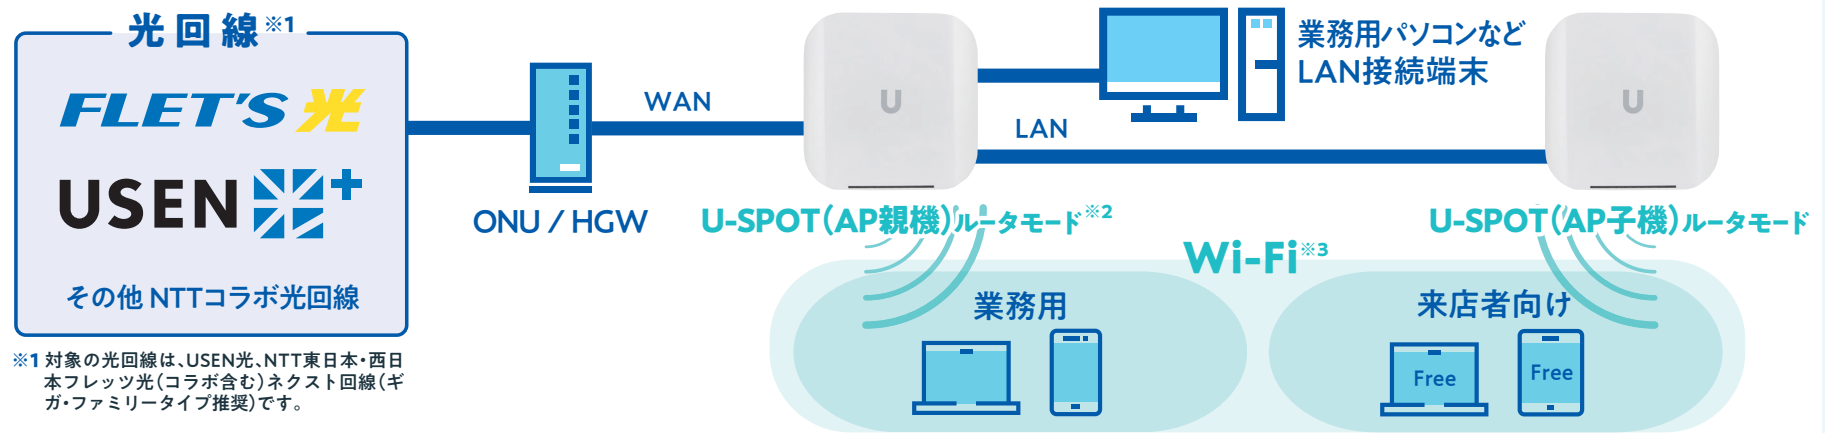 光回線※1
FLET'S 光
USEN 光+
その他 NTTコラボ光回線
※1 対象の光回線は、USEN光、NTT東日本・西日
本フレッツ光(コラボ含む)ネクスト回線(ギ
ガ・ファミリータイプ推奨)です。
ONU / HGW
WAN
U
U-SPOT(AP親機)ルータモード※2
LAN
業務用パソコンなど
LAN接続端末
U
U-SPOT(AP子機)ルータモード
Wi-Fi※3
業務用
来店者向け
Free
Free